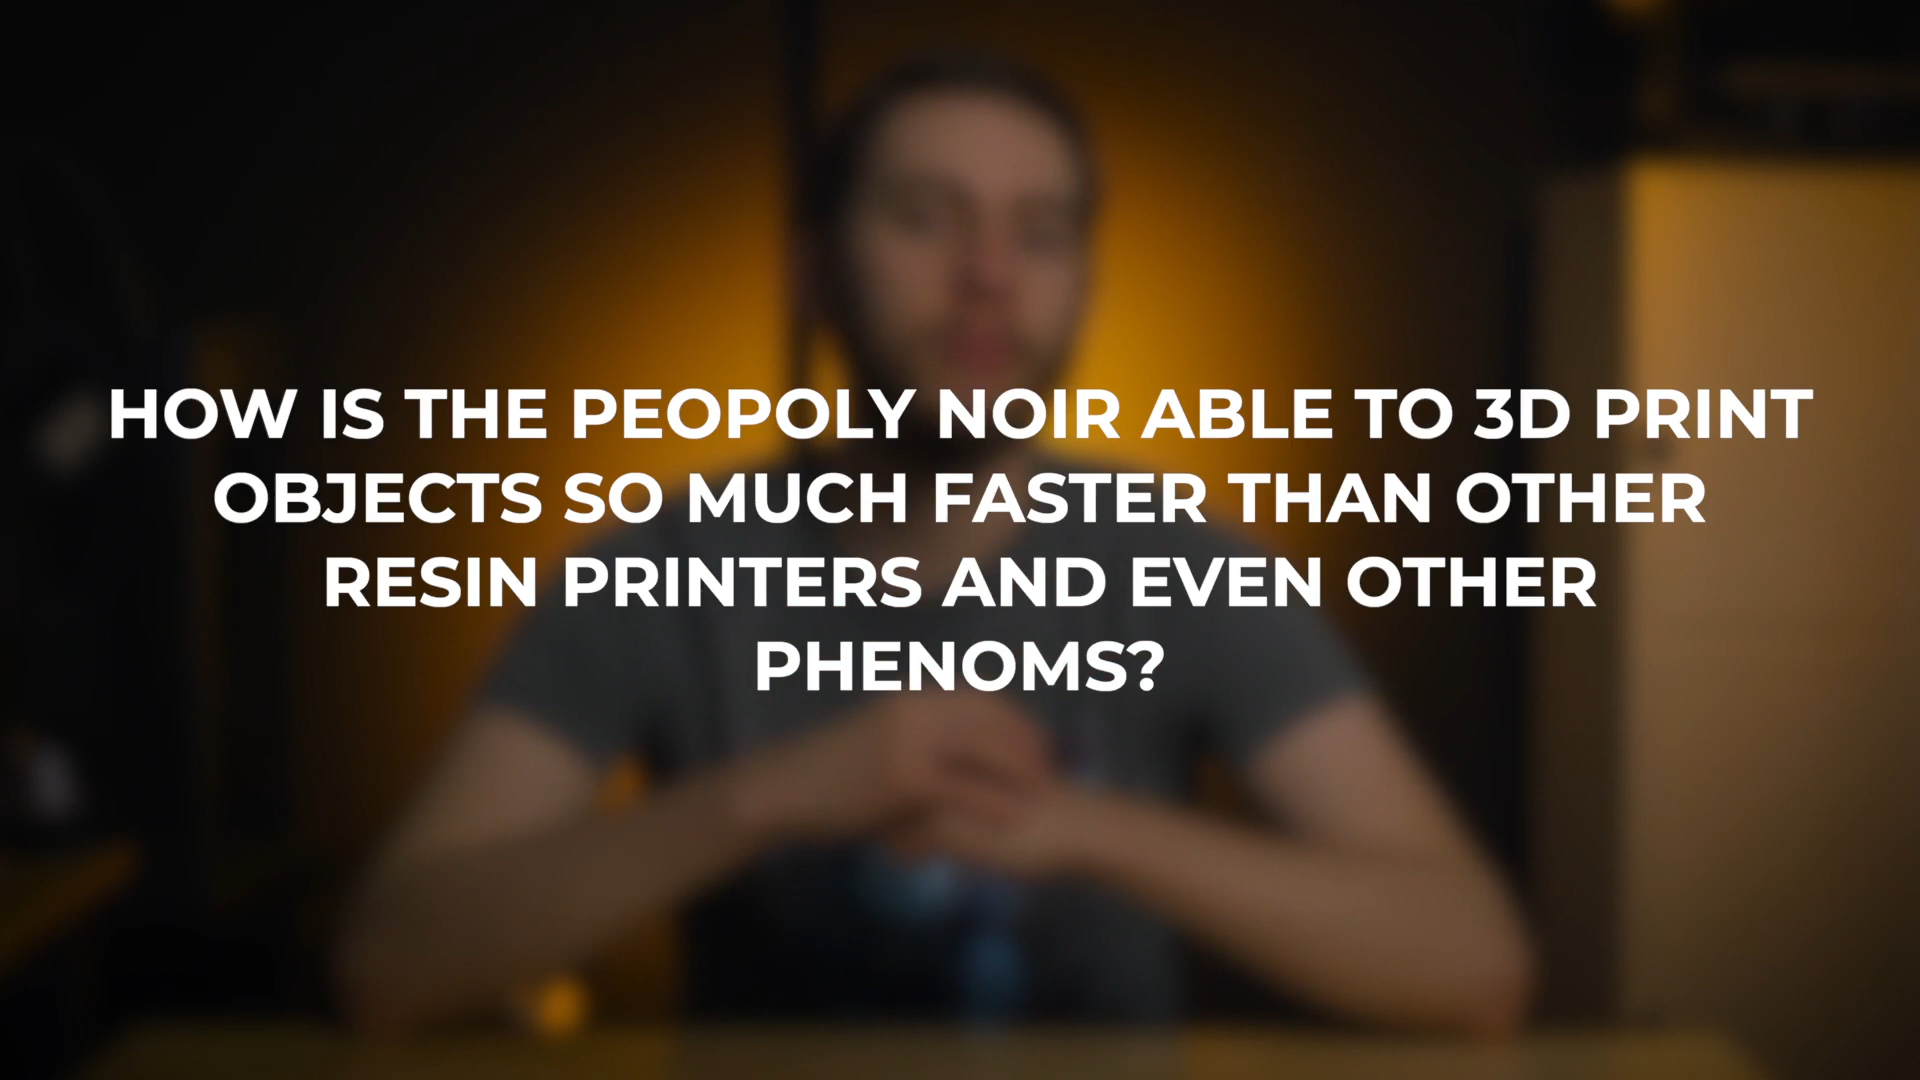 HOW IS THE PEOPOLY NOIR ABLE TO 3D PRINT
OBJECTS SO MUCH FASTER THAN OTHER
RESIN PRINTERS AND EVEN OTHER
PHENOMS?